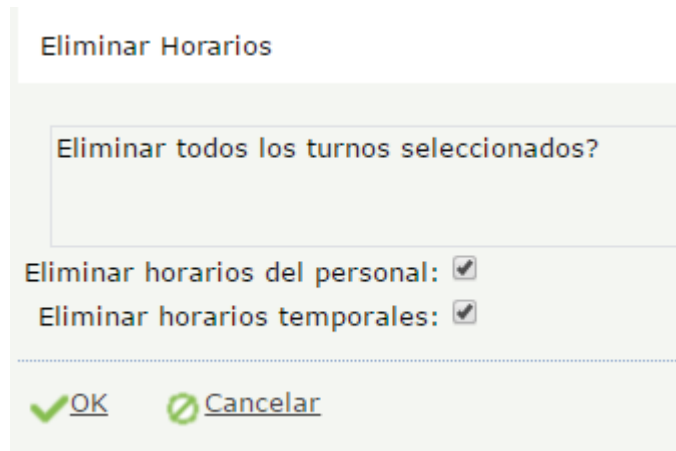 Eliminar Horarios
Eliminar todos los turnos seleccionados?
Eliminar horarios del personal:
Eliminar horarios temporales:
OK Cancelar